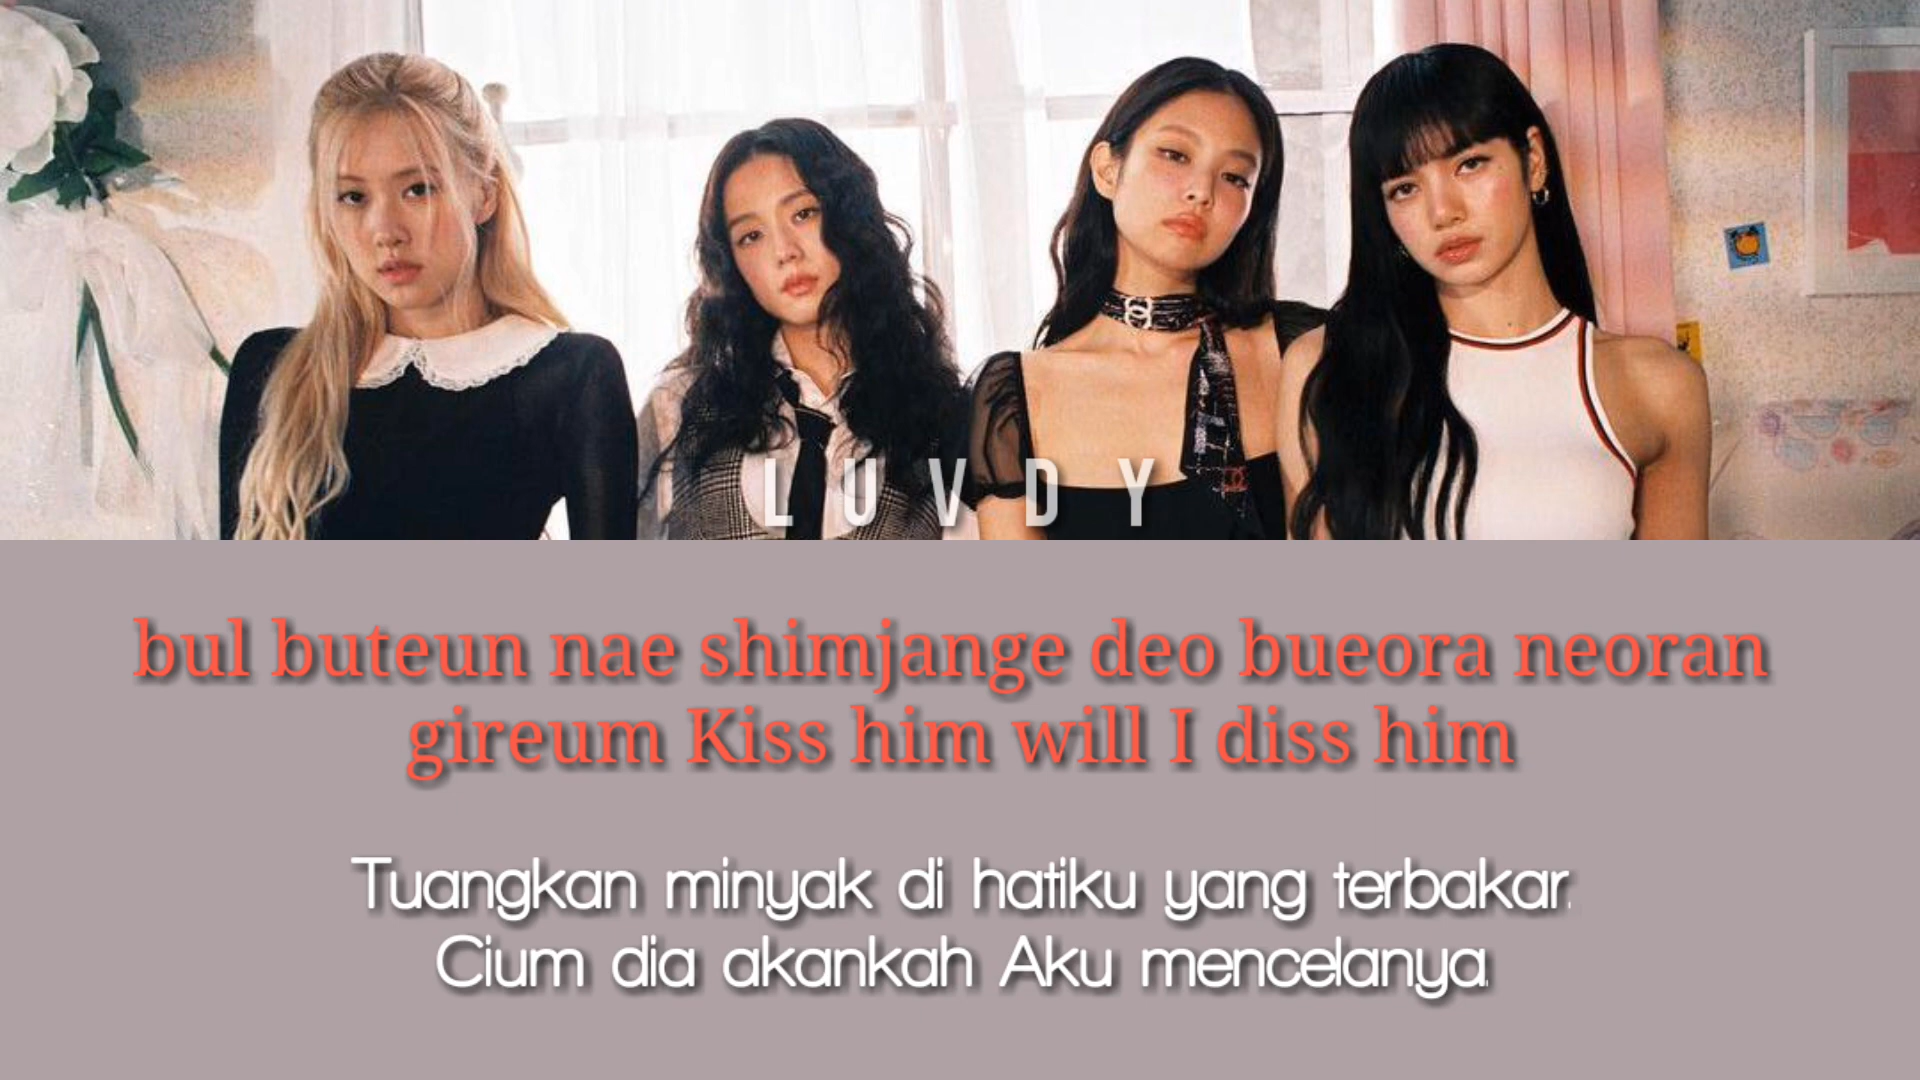 LUVDY
bul buteun nae shimjange deo bueora neoran
gireum Kiss him will I diss him
Tuangkan minyak di hatiku yang terbakar.
Cium dia akankah Aku mencelanya.